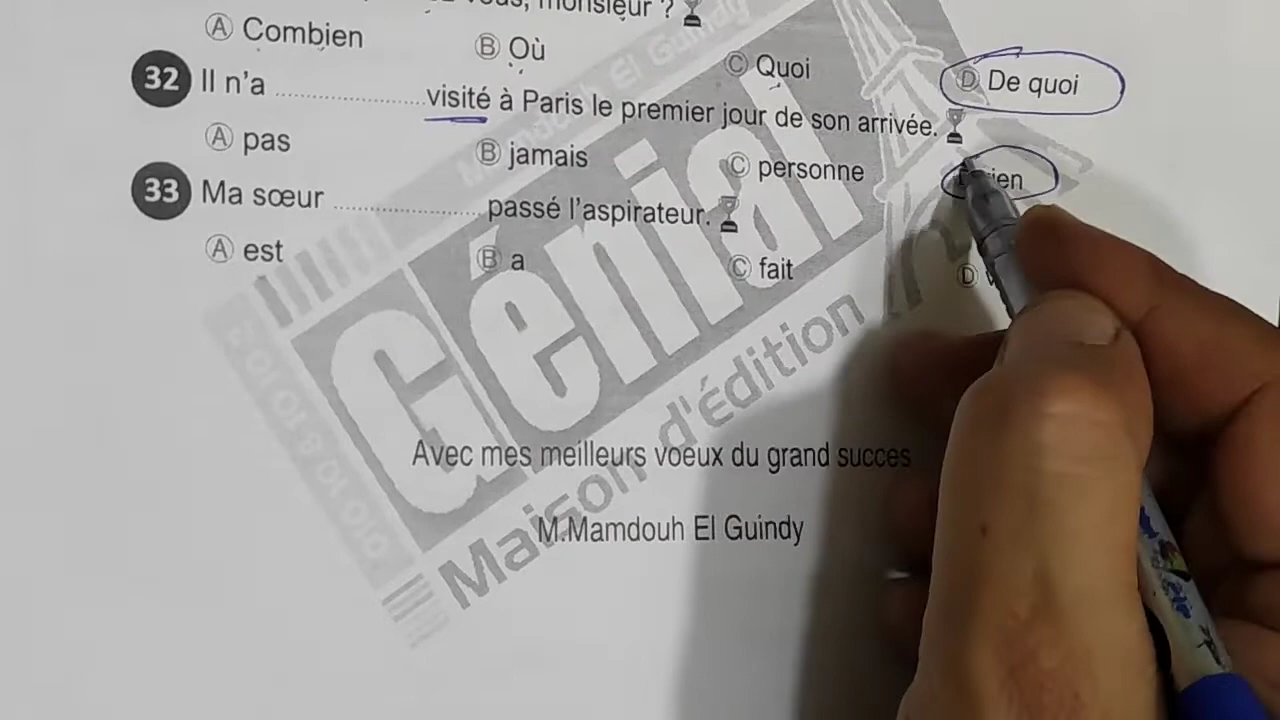 vous, monsieur ?
A Combien B Où C Quoi D De quoi
32 Il n'a ........................ visité à Paris le premier jour de son arrivée.
A pas B jamais C personne
33 Ma sœur ........................ passé l'aspirateur.
A est B a C fait D
Génial
Maison d'édition
Avec mes meilleurs voeux du grand succes
M.Mamdouh El Guindy